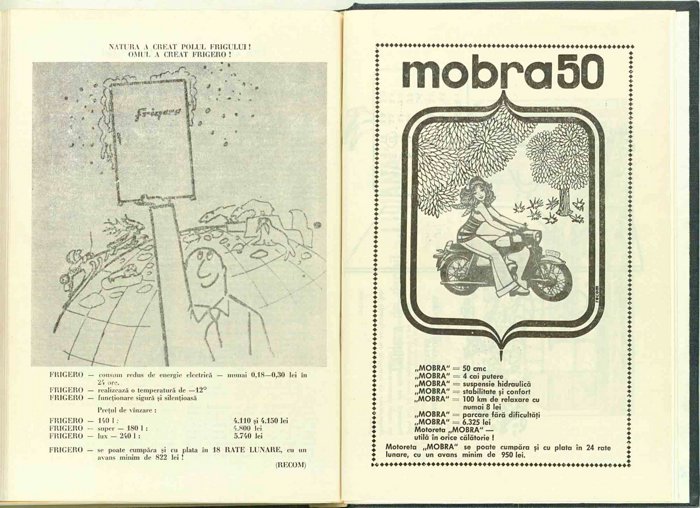 NATURA A CREAT POLUL FRIGULUI !
OMUL A CREAT FRIGERO !
Frigero
FRIGERO — consum redus de energie electrică — numai 0,18—0,30 lei în
24 ore.
FRIGERO — realizează o temperatură de —12°
FRIGERO — funcționare sigură și silențioasă
Prețul de vînzare :
FRIGERO — 140 l : 4.110 și 4.150 lei
FRIGERO — super — 180 l : 4.800 lei
FRIGERO — lux — 240 l : 5.740 lei
FRIGERO — se poate cumpăra și cu plata în 18 RATE LUNARE, cu un
avans minim de 822 lei !
(RECOM)
mobra50
„MOBRA" = 50 cmc
„MOBRA" = 4 cai putere
„MOBRA" = suspensie hidraulică
„MOBRA" = stabilitate și confort
„MOBRA" = 100 km de relaxare cu
numai 8 lei
„MOBRA" = parcare fără dificultăți
„MOBRA" = 6.325 lei
Motoreta „MOBRA" —
utilă în orice călătorie !
Motoreta „MOBRA" se poate cumpăra și cu plata în 24 rate
lunare, cu un avans minim de 950 lei.